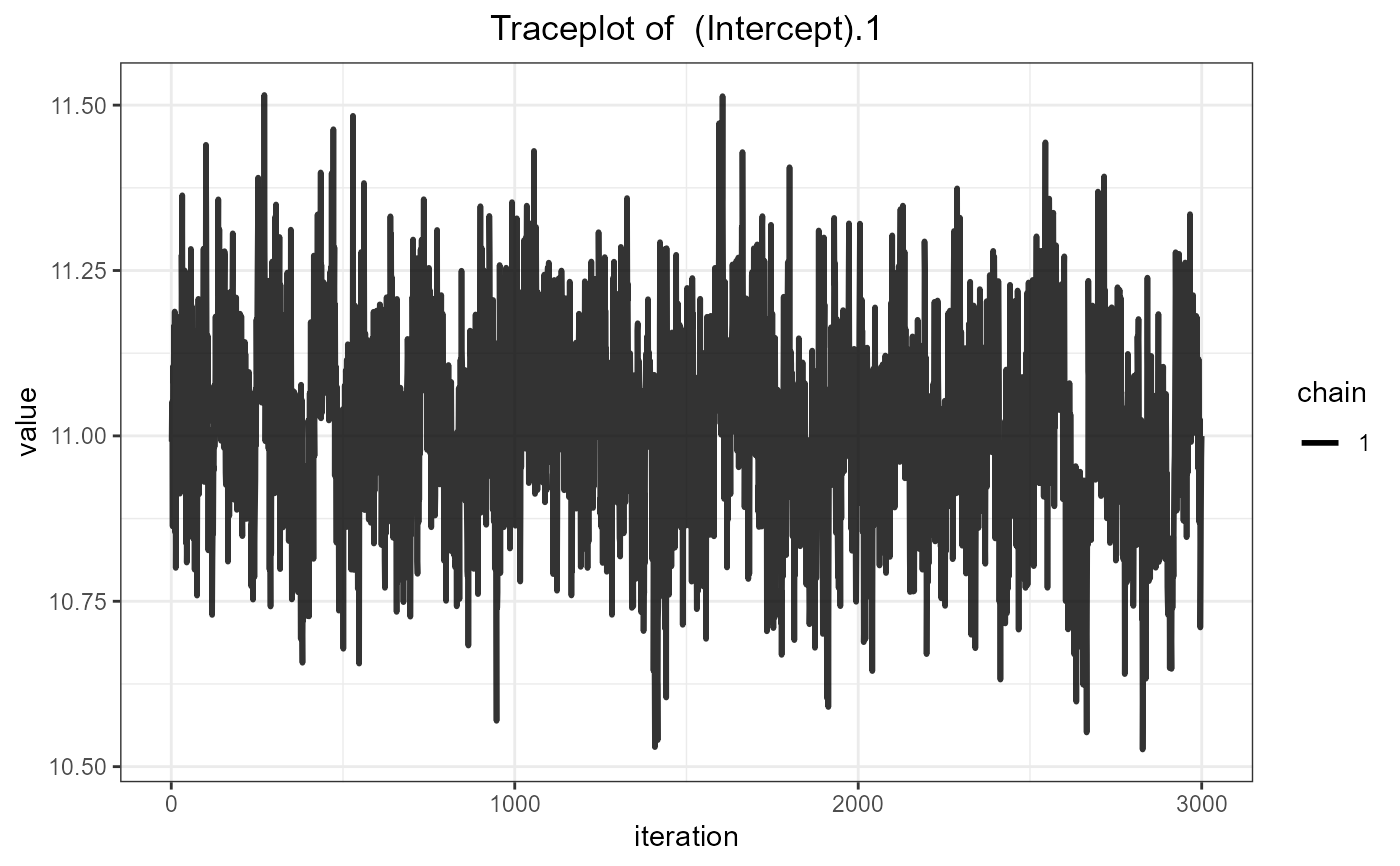 Traceplot of  (Intercept).1
11.50
11.25
11.00
10.75
10.50
value
0 1000 2000 3000
iteration
chain
1